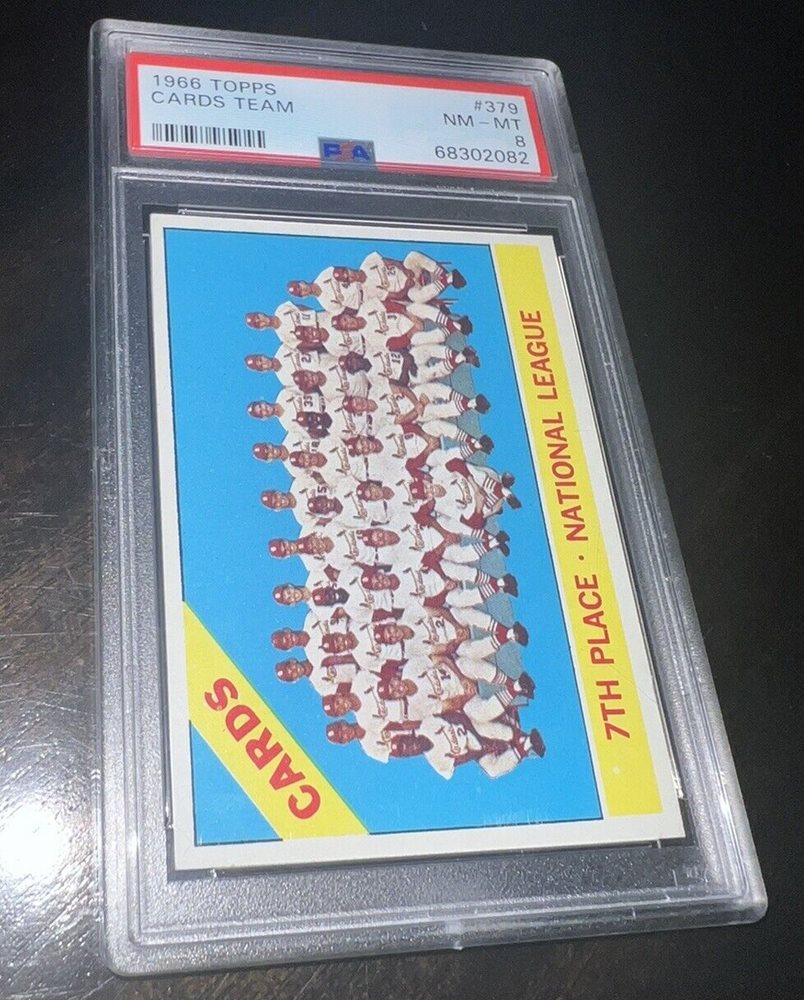 1966 TOPPS
CARDS TEAM
#379
NM-MT
8
68302082
PSA
CARDS
7TH PLACE · NATIONAL LEAGUE